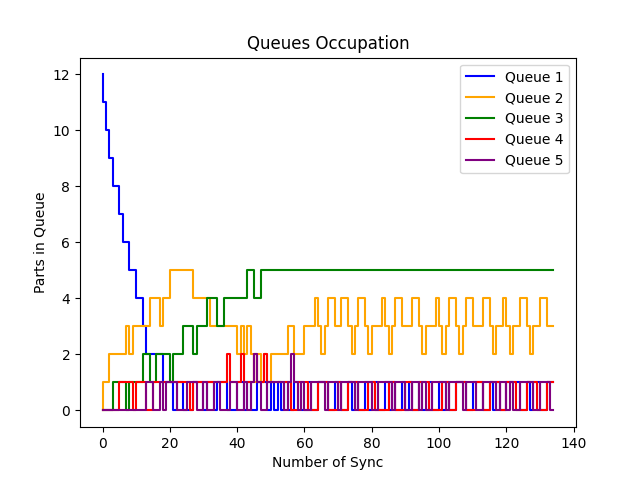 Queues Occupation
12
10
8
6
4
2
0
Parts in Queue
Queue 1
Queue 2
Queue 3
Queue 4
Queue 5
0 20 40 60 80 100 120 140
Number of Sync